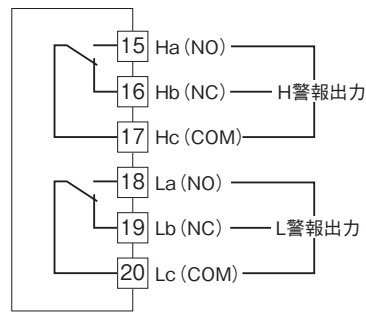 15 Ha (NO)
16 Hb (NC) H警報出力
17 Hc (COM)
18 La (NO)
19 Lb (NC) L警報出力
20 Lc (COM)